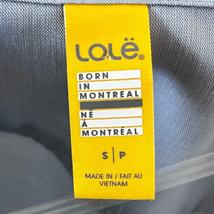 LOLË®
BORN
IN
MONTREAL
NÉ
À
MONTRÉAL
S|P
MADE IN / FAIT AU
VIETNAM